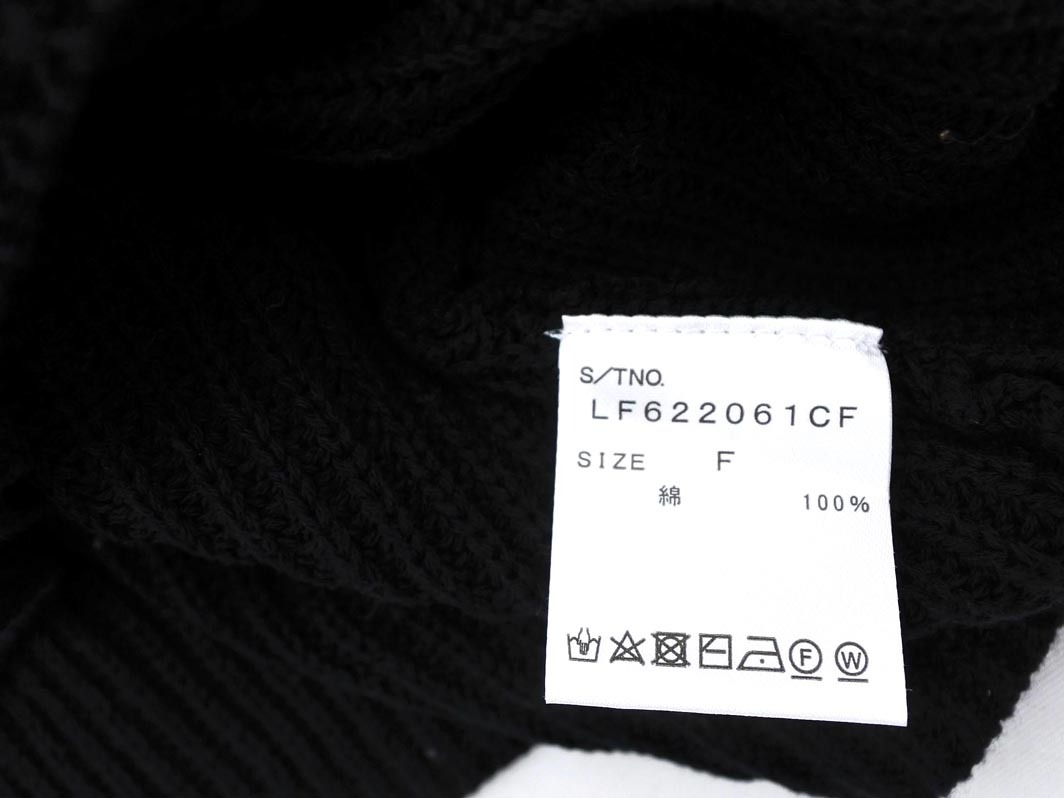 S/TNO.
LF622061CF
SIZE F
綿 100%
F W